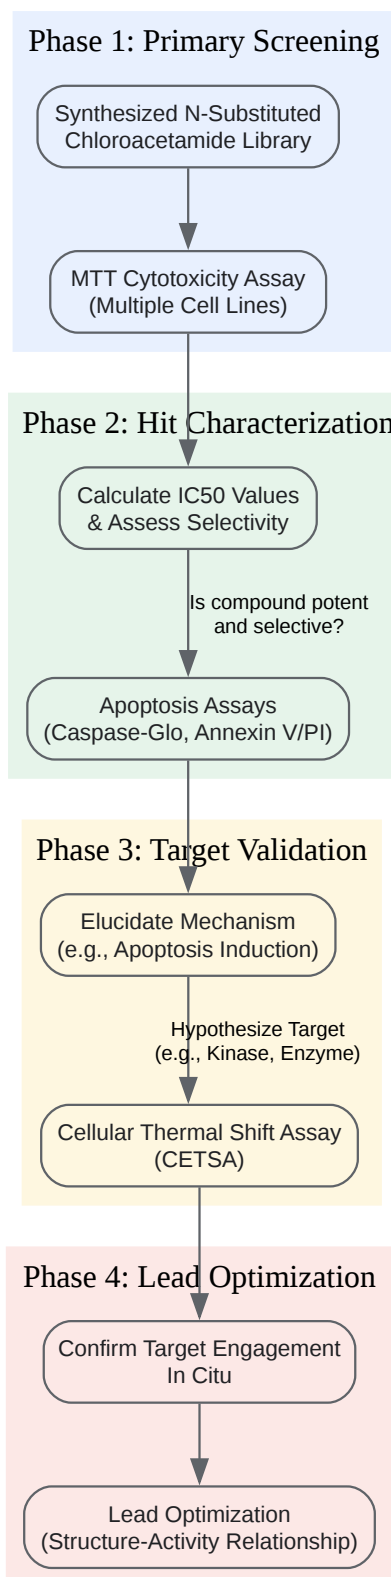 Phase 1: Primary Screening
Synthesized N-Substituted
Chloroacetamide Library
MTT Cytotoxicity Assay
(Multiple Cell Lines)
Phase 2: Hit Characterization
Calculate IC50 Values
& Assess Selectivity
Is compound potent
and selective?
Apoptosis Assays
(Caspase-Glo, Annexin V/PI)
Phase 3: Target Validation
Elucidate Mechanism
(e.g., Apoptosis Induction)
Hypothesize Target
(e.g., Kinase, Enzyme)
Cellular Thermal Shift Assay
(CETSA)
Phase 4: Lead Optimization
Confirm Target Engagement
In Citu
Lead Optimization
(Structure-Activity Relationship)